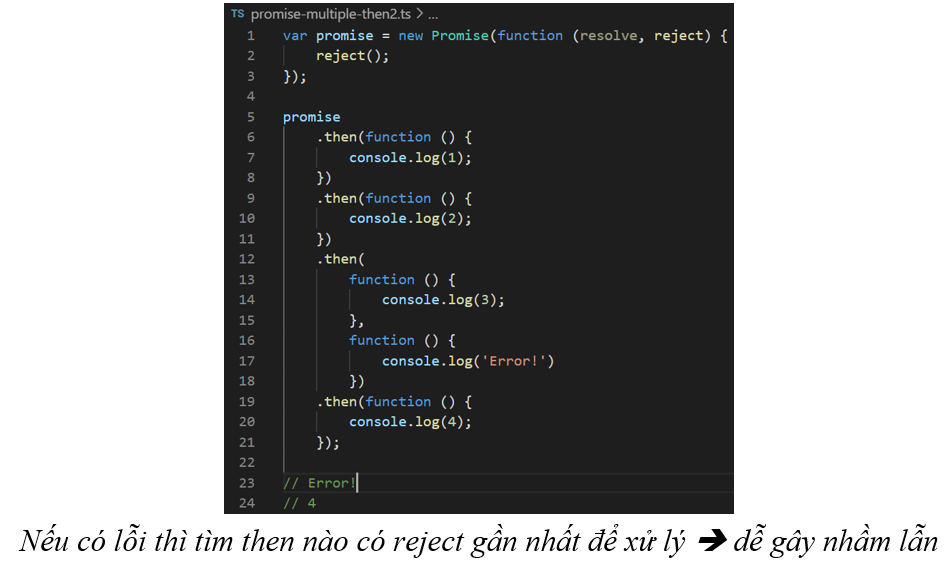 TS promise-multiple-then2.ts > ...
1 var promise = new Promise(function (resolve, reject) {
2 reject();
3 });
4
5 promise
6 .then(function () {
7 console.log(1);
8 })
9 .then(function () {
10 console.log(2);
11 })
12 .then(
13 function () {
14 console.log(3);
15 },
16 function () {
17 console.log('Error!')
18 })
19 .then(function () {
20 console.log(4);
21 });
22
23 // Error!
24 // 4
Nếu có lỗi thì tìm then nào có reject gần nhất để xử lý ➔ dễ gây nhầm lẫn